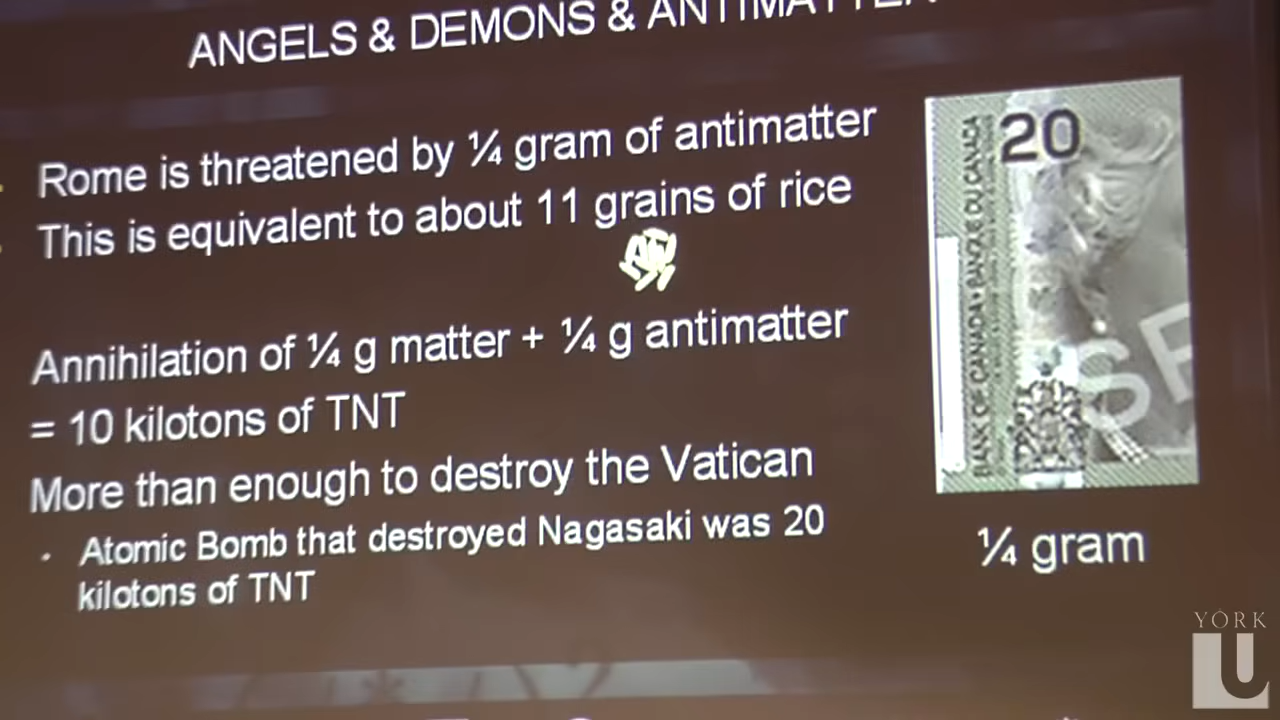 ANGELS & DEMONS & ANTIMATTER
Rome is threatened by ¼ gram of antimatter
This is equivalent to about 11 grains of rice
Annihilation of ¼ g matter + ¼ g antimatter
= 10 kilotons of TNT
More than enough to destroy the Vatican
• Atomic Bomb that destroyed Nagasaki was 20
kilotons of TNT
20
BANK OF CANADA • BANQUE DU CANADA
¼ gram
YORK
U